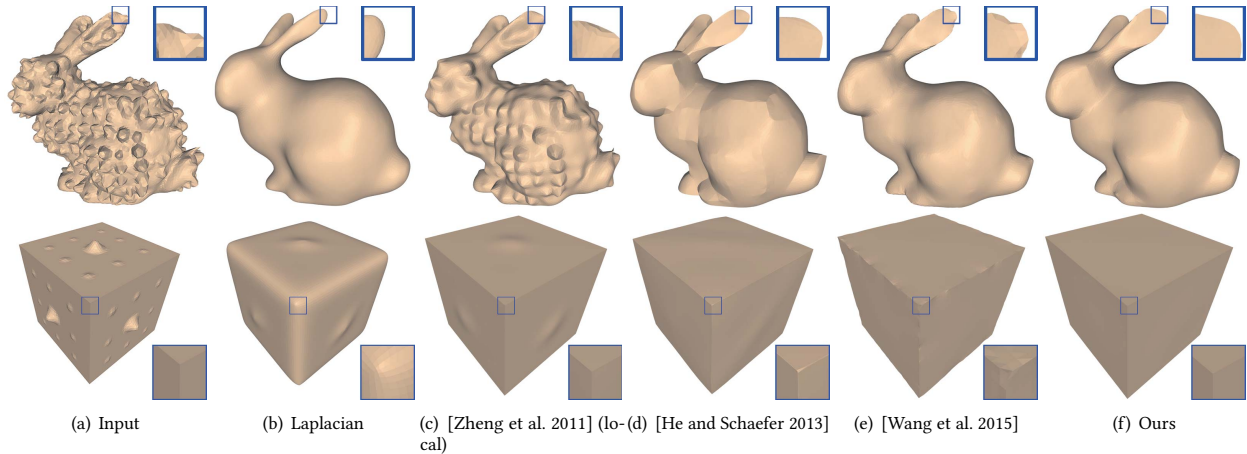 (a) Input
(b) Laplacian
(c) [Zheng et al. 2011] (lo-
cal)
(d) [He and Schaefer 2013]
(e) [Wang et al. 2015]
(f) Ours